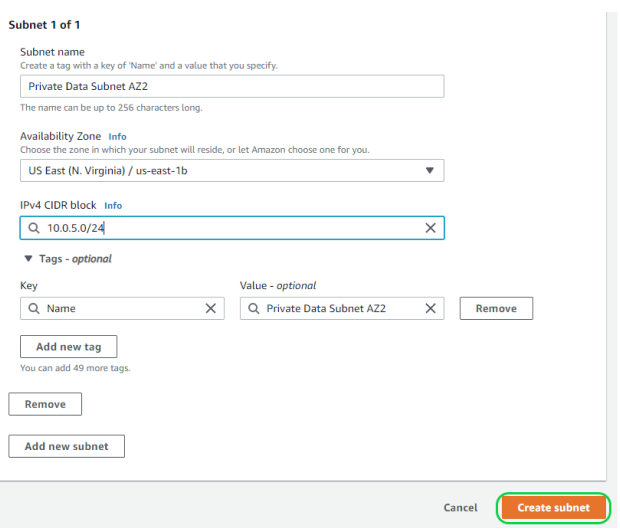 Subnet 1 of 1
Subnet name
Create a tag with a key of 'Name' and a value that you specify.
Private Data Subnet AZ2
The name can be up to 256 characters long.
Availability Zone Info
Choose the zone in which your subnet will reside, or let Amazon choose one for you.
US East (N. Virginia) / us-east-1b
IPv4 CIDR block Info
10.0.5.0/24
Tags - optional
Key Value - optional
Name Private Data Subnet AZ2 Remove
Add new tag
You can add 49 more tags.
Remove
Add new subnet
Cancel Create subnet